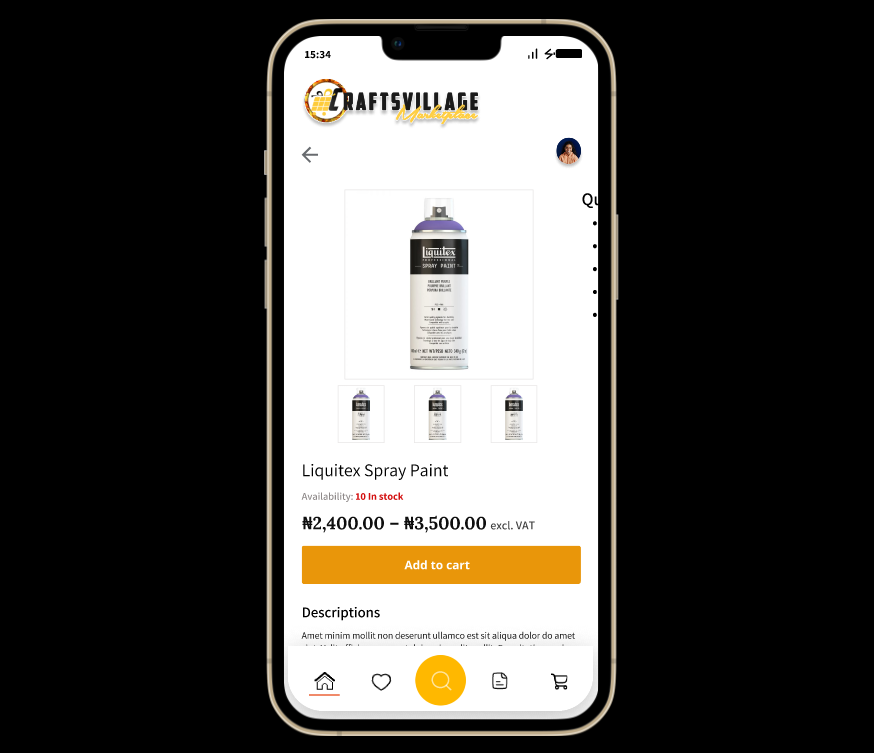 15:34
CRAFTSVILLAGE
Marketplace
Qu
Liquitex
PROFESSIONAL
SPRAY PAINT
Liquitex Spray Paint
Availability: 10 In stock
₦2,400.00 – ₦3,500.00 excl. VAT
Add to cart
Descriptions
Amet minim mollit non deserunt ullamco est sit aliqua dolor do amet